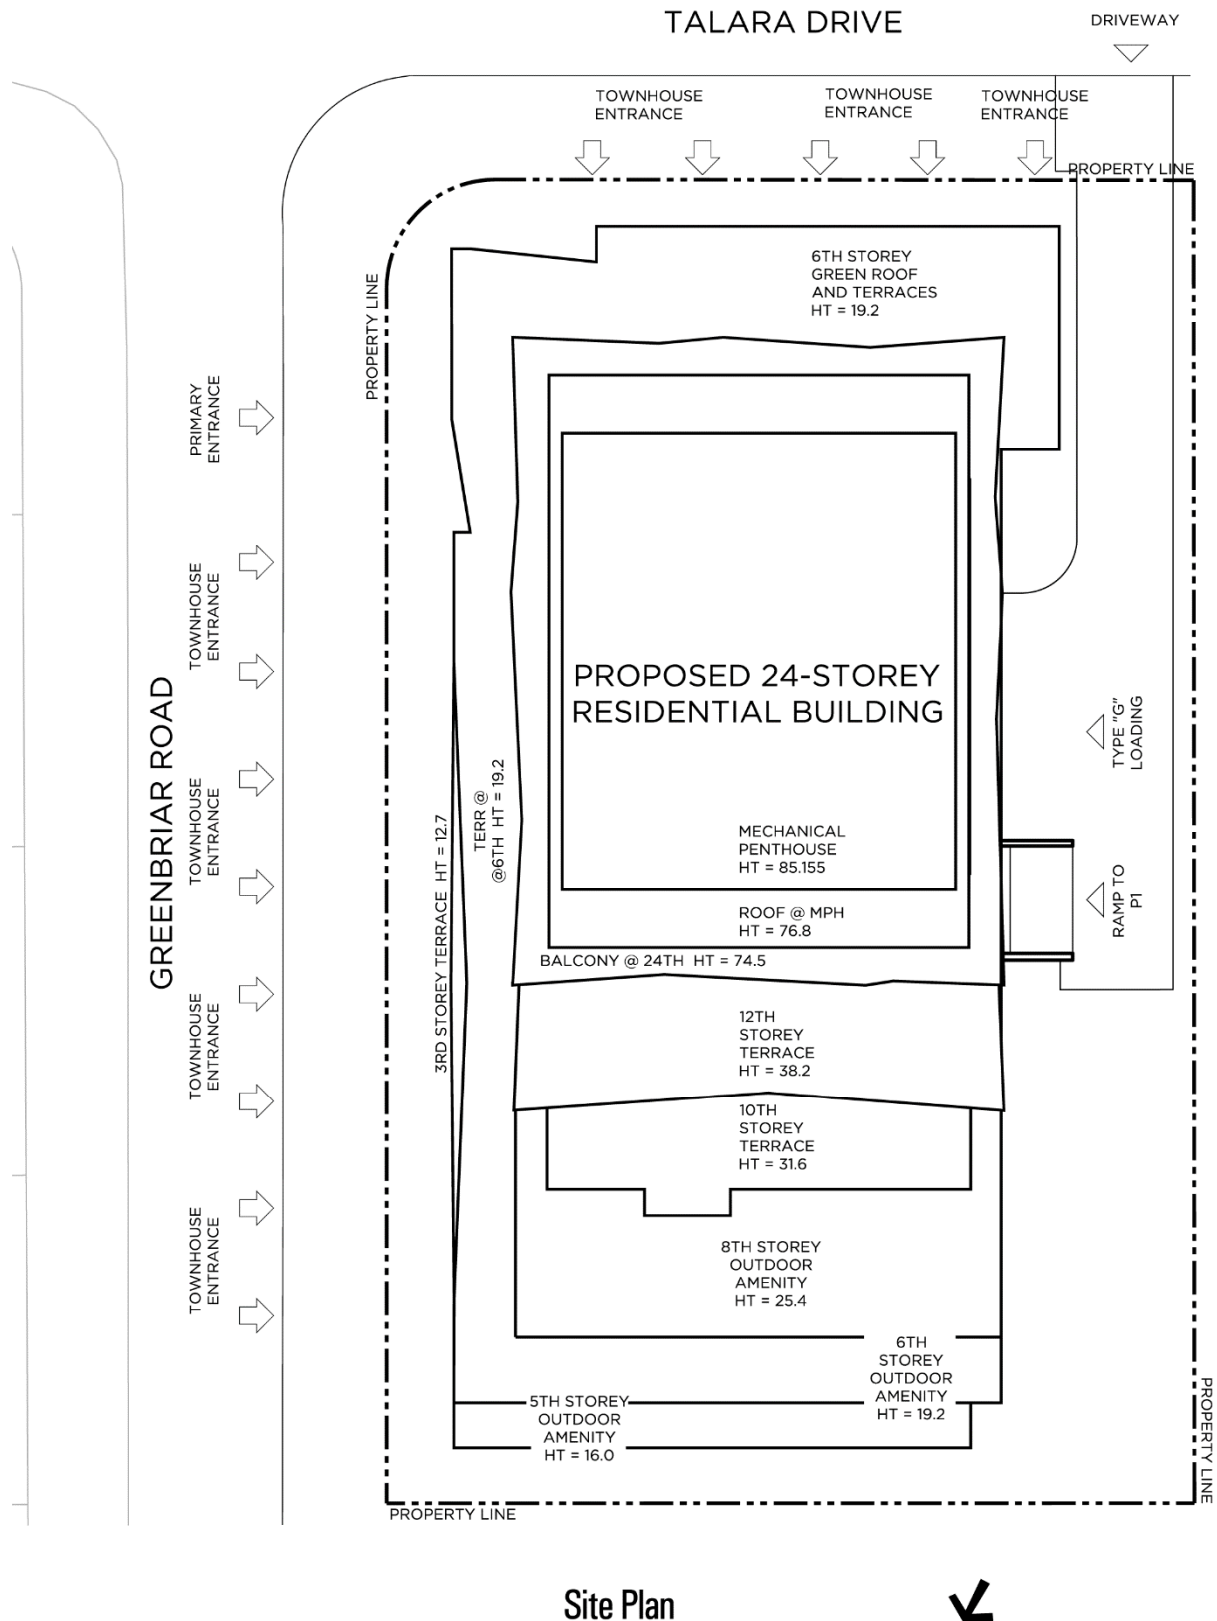 TALARA DRIVE
DRIVEWAY
TOWNHOUSE
ENTRANCE
TOWNHOUSE
ENTRANCE
TOWNHOUSE
ENTRANCE
PROPERTY LINE
PROPERTY LINE
6TH STOREY
GREEN ROOF
AND TERRACES
HT = 19.2
PRIMARY
ENTRANCE
TOWNHOUSE
ENTRANCE
GREENBRIAR ROAD
TOWNHOUSE
ENTRANCE
TOWNHOUSE
ENTRANCE
TOWNHOUSE
ENTRANCE
PROPOSED 24-STOREY
RESIDENTIAL BUILDING
TYPE "G"
LOADING
RAMP TO
P1
TERR @
@6TH HT = 19.2
3RD STOREY TERRACE HT = 12.7
MECHANICAL
PENTHOUSE
HT = 85.155
ROOF @ MPH
HT = 76.8
BALCONY @ 24TH HT = 74.5
12TH
STOREY
TERRACE
HT = 38.2
10TH
STOREY
TERRACE
HT = 31.6
8TH STOREY
OUTDOOR
AMENITY
HT = 25.4
6TH
STOREY
OUTDOOR
AMENITY
HT = 19.2
5TH STOREY
OUTDOOR
AMENITY
HT = 16.0
PROPERTY LINE
PROPERTY LINE
Site Plan